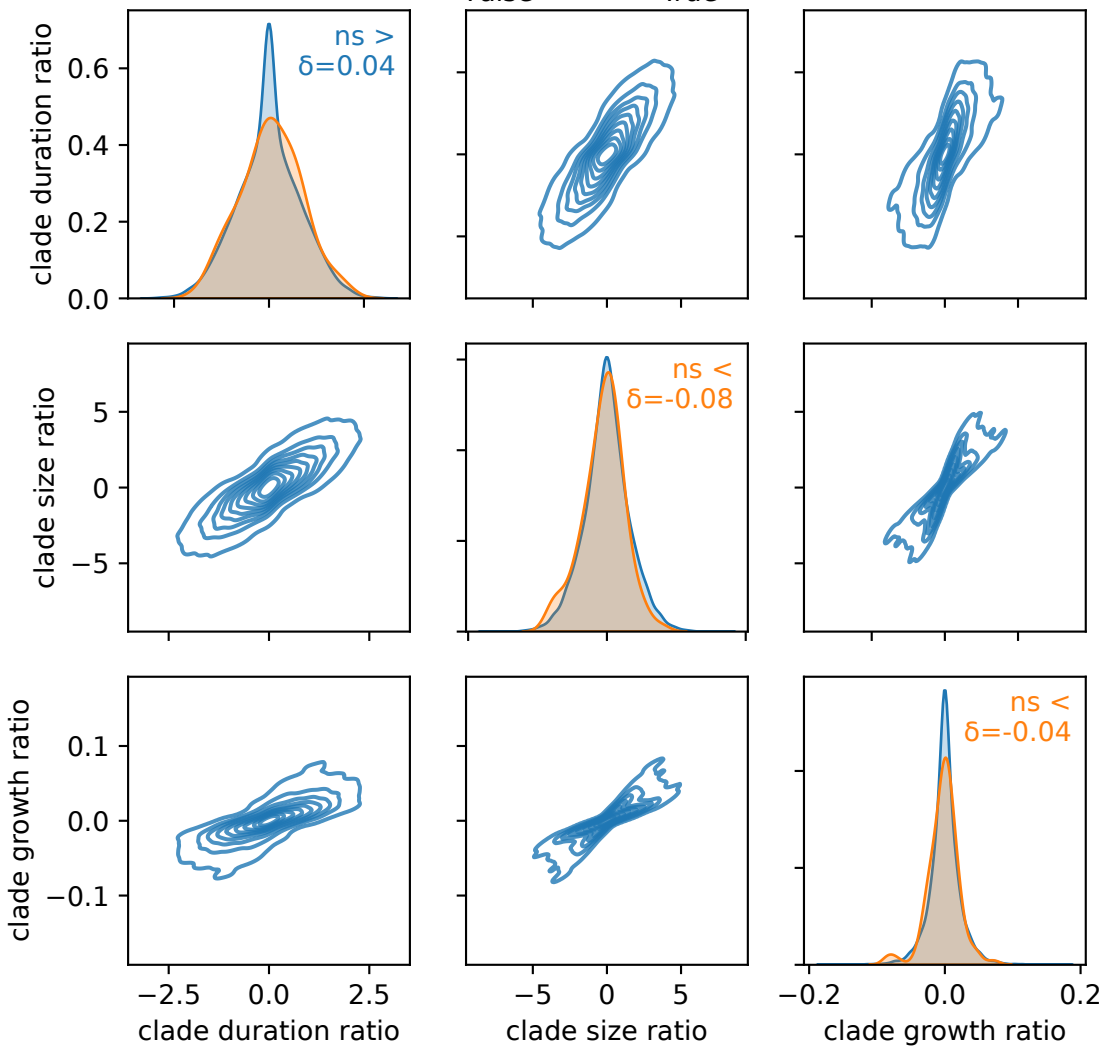 clade duration ratio
0.6
0.4
0.2
0.0
ns >
δ=0.04
clade size ratio
5
0
−5
ns <
δ=-0.08
clade growth ratio
0.1
0.0
−0.1
ns <
δ=-0.04
−2.5 0.0 2.5
−5 0 5
−0.2 0.0 0.2
clade duration ratio
clade size ratio
clade growth ratio